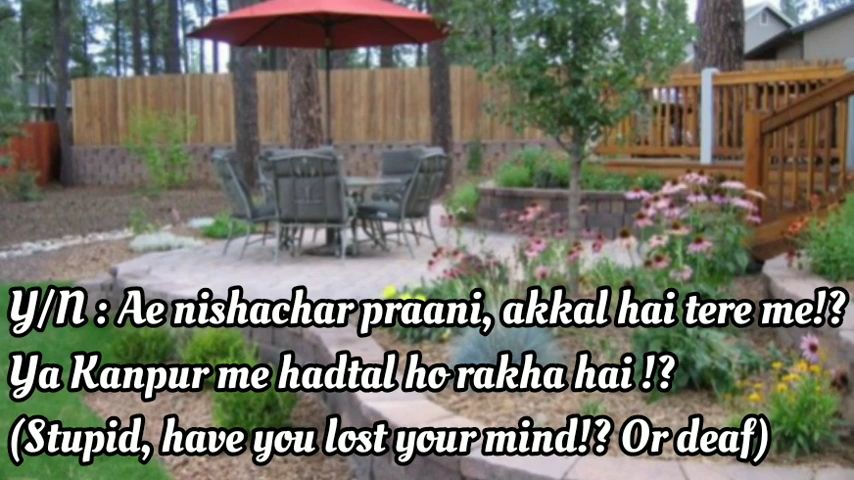 Y/N : Ae nishachar praani, akkal hai tere me!?
Ya Kanpur me hadtal ho rakha hai !?
(Stupid, have you lost your mind!? Or deaf)